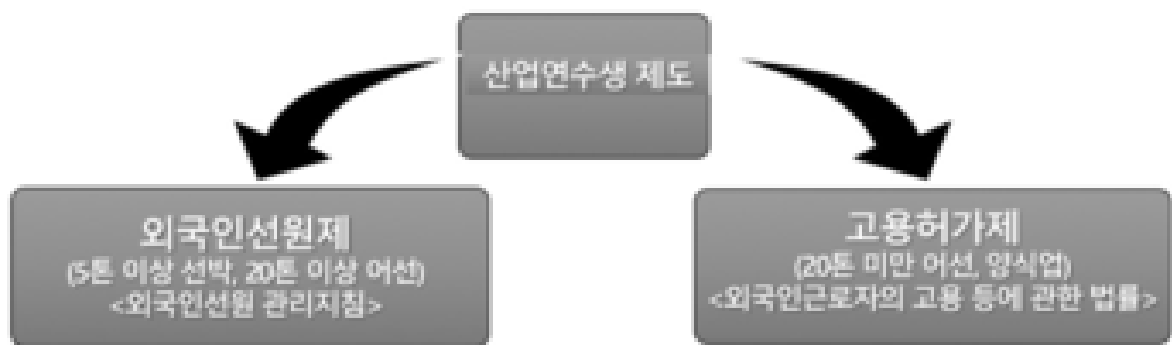 산업연수생 제도
외국인선원제
(5톤 이상 선박, 20톤 이상 어선)
<외국인선원 관리지침>
고용허가제
(20톤 미만 어선, 양식업)
<외국인근로자의 고용 등에 관한 법률>